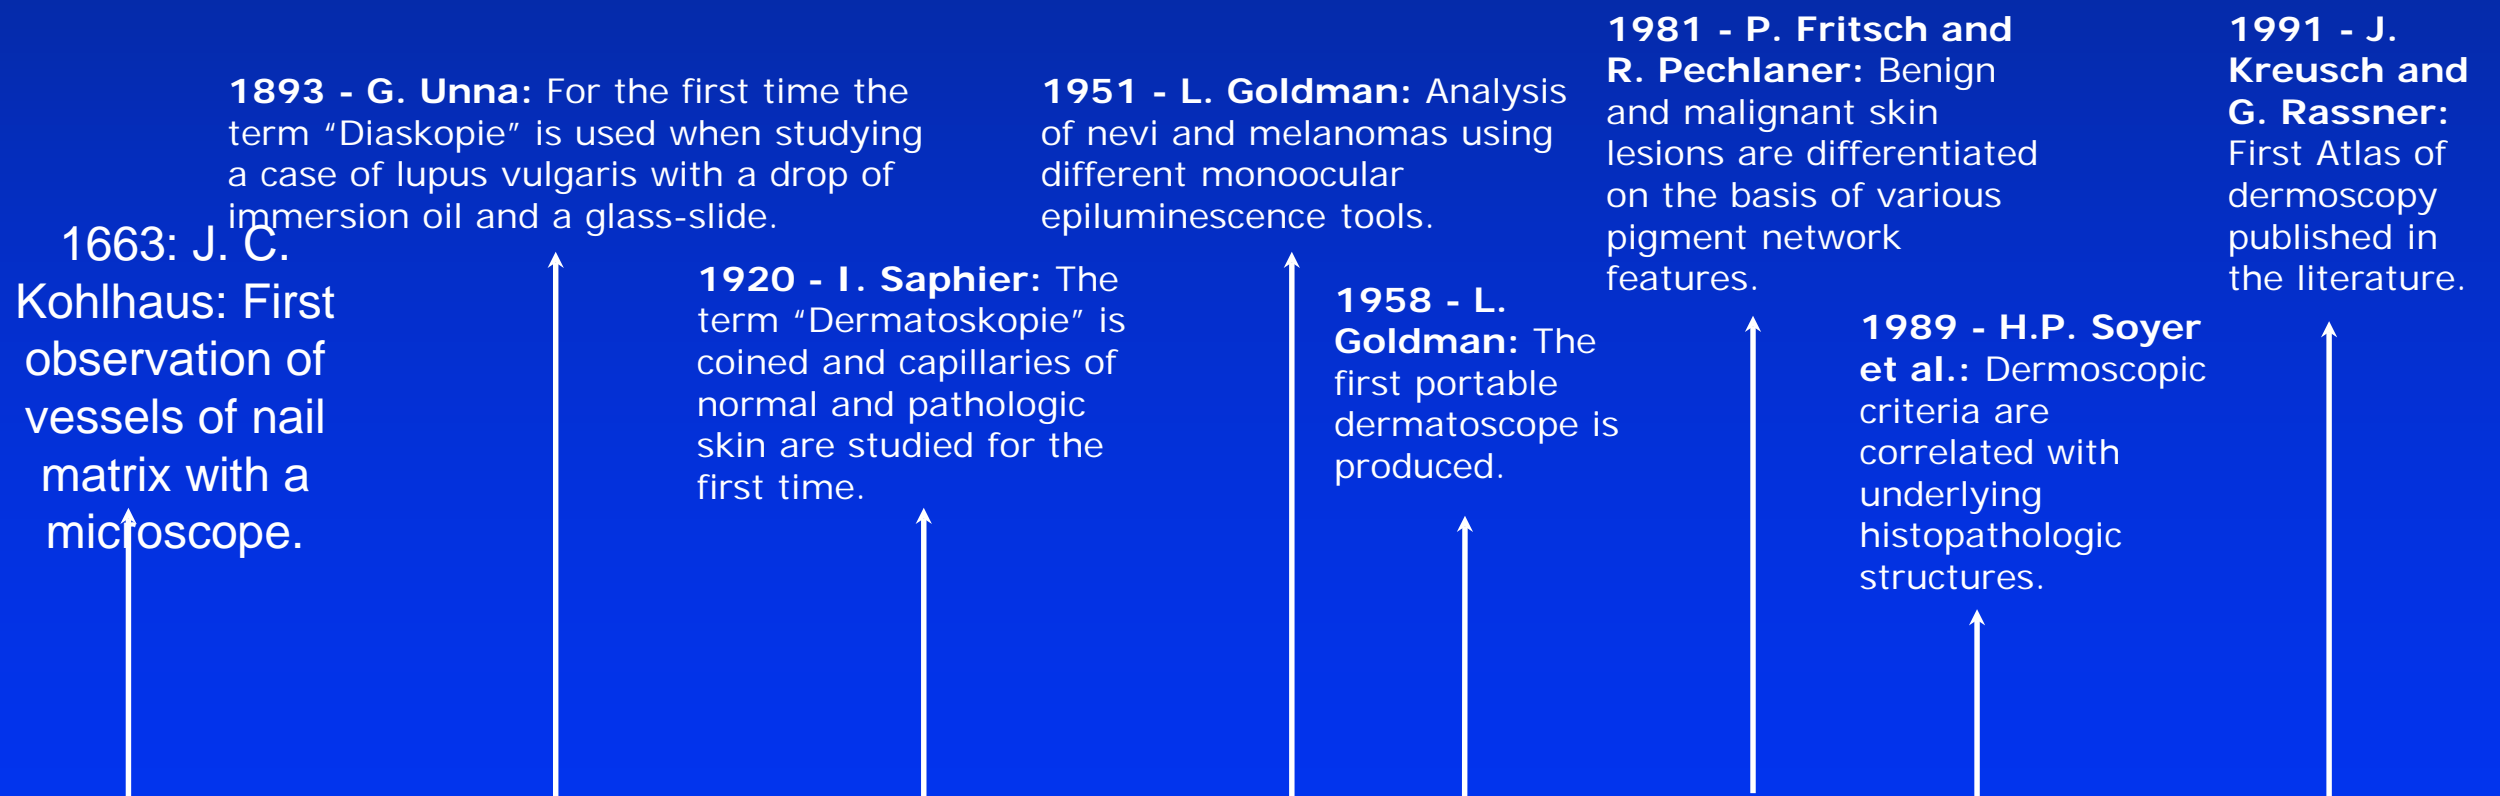 1663: J. C.
Kohlhaus: First
observation of
vessels of nail
matrix with a
microscope.
1893 - G. Unna: For the first time the
term “Diaskopie” is used when studying
a case of lupus vulgaris with a drop of
immersion oil and a glass-slide.
1920 - I. Saphier: The
term “Dermatoskopie” is
coined and capillaries of
normal and pathologic
skin are studied for the
first time.
1951 - L. Goldman: Analysis
of nevi and melanomas using
different monoocular
epiluminescence tools.
1958 - L.
Goldman: The
first portable
dermatoscope is
produced.
1981 - P. Fritsch and
R. Pechlaner: Benign
and malignant skin
lesions are differentiated
on the basis of various
pigment network
features.
1989 - H.P. Soyer
et al.: Dermoscopic
criteria are
correlated with
underlying
histopathologic
structures.
1991 - J.
Kreusch and
G. Rassner:
First Atlas of
dermoscopy
published in
the literature.